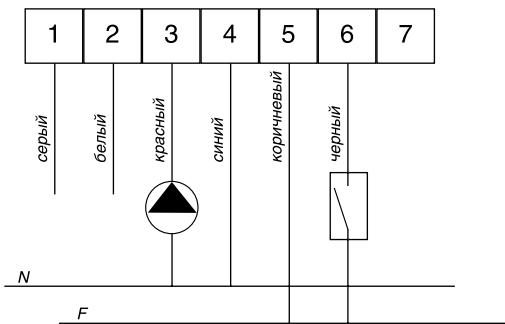 1 2 3 4 5 6 7
серый
белый
красный
синий
коричневый
черный
N
F